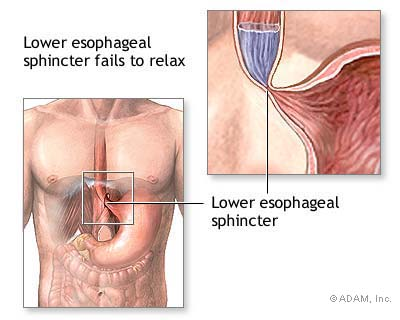 Lower esophageal
sphincter fails to relax
Lower esophageal
sphincter
©ADAM, Inc.